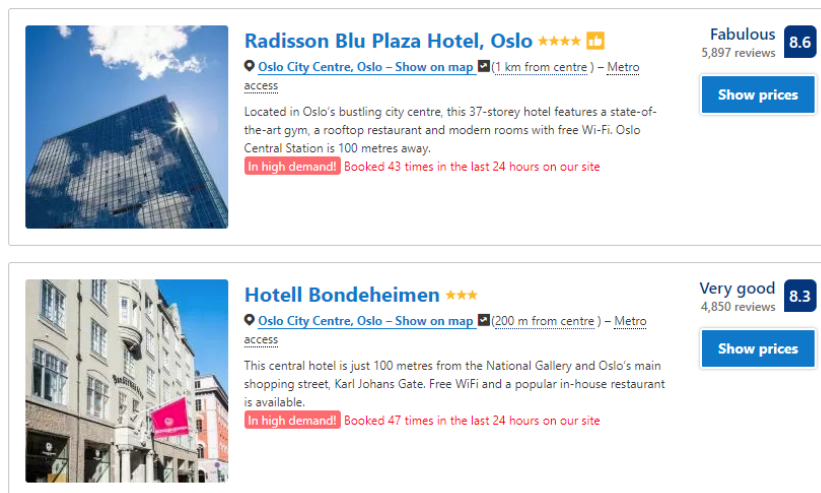 Radisson Blu Plaza Hotel, Oslo
Fabulous
5,897 reviews
8.6
Oslo City Centre, Oslo – Show on map (1 km from centre ) – Metro
access
Show prices
Located in Oslo's bustling city centre, this 37-storey hotel features a state-of-
the-art gym, a rooftop restaurant and modern rooms with free Wi-Fi. Oslo
Central Station is 100 metres away.
In high demand! Booked 43 times in the last 24 hours on our site
Hotell Bondeheimen
Very good
4,850 reviews
8.3
Oslo City Centre, Oslo – Show on map (200 m from centre ) – Metro
access
Show prices
This central hotel is just 100 metres from the National Gallery and Oslo's main
shopping street, Karl Johans Gate. Free WiFi and a popular in-house restaurant
is available.
In high demand! Booked 47 times in the last 24 hours on our site